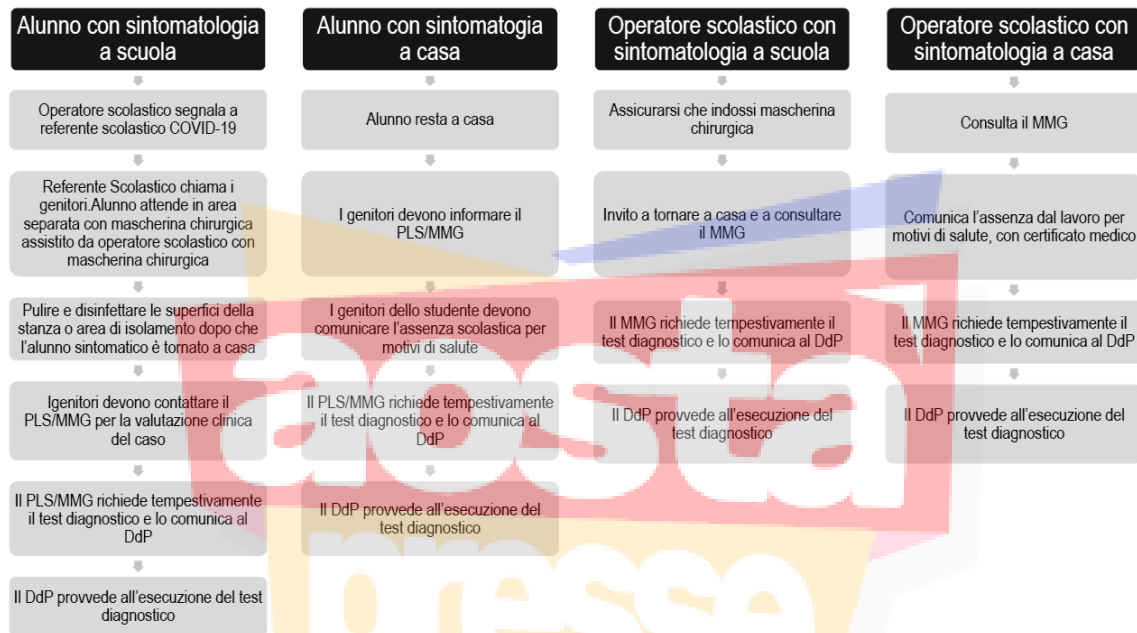 Alunno con sintomatologia
a scuola
Operatore scolastico segnala a
referente scolastico COVID-19
Referente Scolastico chiama i
genitori.Alunno attende in area
separata con mascherina chirurgica
assistito da operatore scolastico con
mascherina chirurgica
Pulire e disinfettare le superfici della
stanza o area di isolamento dopo che
l'alunno sintomatico è tornato a casa
Igenitori devono contattare il
PLS/MMG per la valutazione clinica
del caso
Il PLS/MMG richiede tempestivamente
il test diagnostico e lo comunica al
DdP
Il DdP provvede all'esecuzione del test
diagnostico
Alunno con sintomatogia
a casa
Alunno resta a casa
I genitori devono informare il
PLS/MMG
I genitori dello studente devono
comunicare l'assenza scolastica per
motivi di salute
Il PLS/MMG richiede tempestivamente
il test diagnostico e lo comunica al
DdP
Il DdP provvede all'esecuzione del
test diagnostico
Operatore scolastico con
sintomatologia a scuola
Assicurarsi che indossi mascherina
chirurgica
Invito a tornare a casa e a consultare
il MMG
Il MMG richiede tempestivamente il
test diagnostico e lo comunica al DdP
Il DdP provvede all'esecuzione del
test diagnostico
Operatore scolastico con
sintomatologia a casa
Consulta il MMG
Comunica l'assenza dal lavoro per
motivi di salute, con certificato medico
Il MMG richiede tempestivamente il
test diagnostico e lo comunica al DdP
Il DdP provvede all'esecuzione del
test diagnostico
aosta
presse